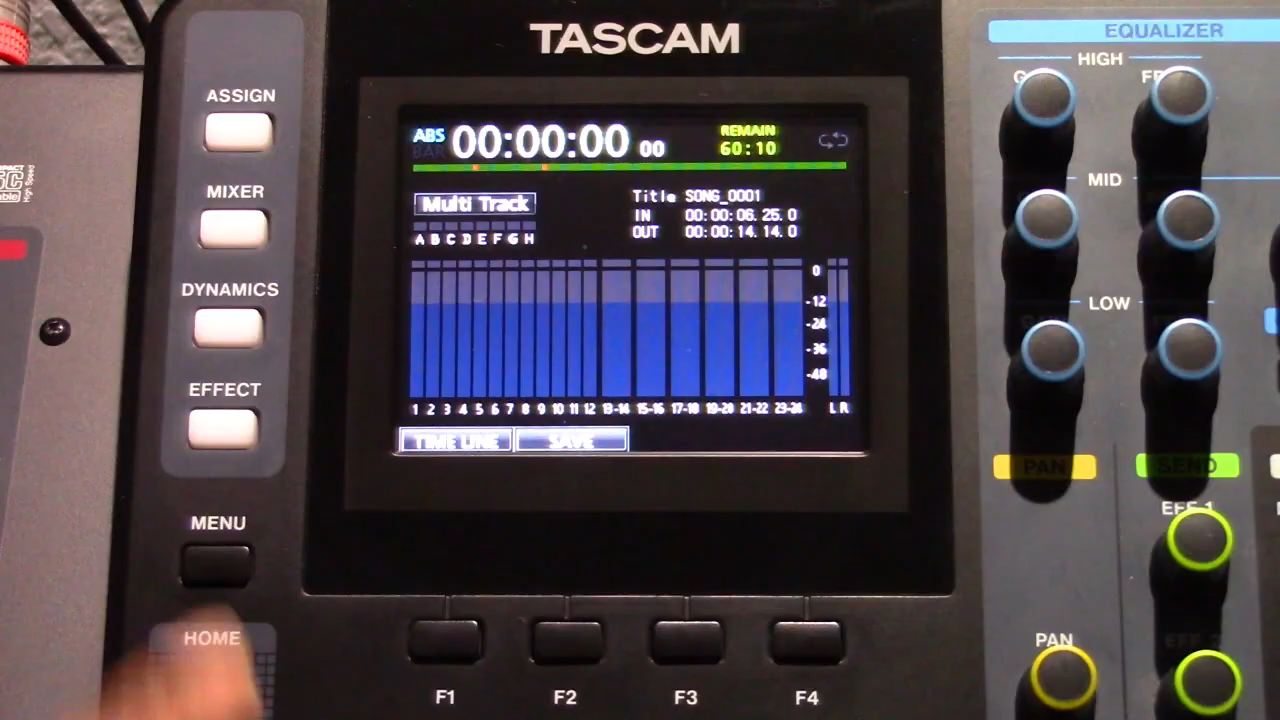 TASCAM
EQUALIZER
HIGH
ASSIGN
ABS
BAR
00:00:00 00
REMAIN
60:10
MID
MIXER
Multi Track
Title SONG_0001
IN 00:00:06.25.0
OUT 00:00:14.14.0
A B C D E F G H
DYNAMICS
0
-12
-24
-36
-48
LOW
EFFECT
1 2 3 4 5 6 7 8 9 10 11 12 13-14 15-16 17-18 19-20 21-22 23-24 L R
TIME LINE SAVE
PAN SEND
MENU
EFF 1
HOME
PAN
EFF 2
F1 F2 F3 F4